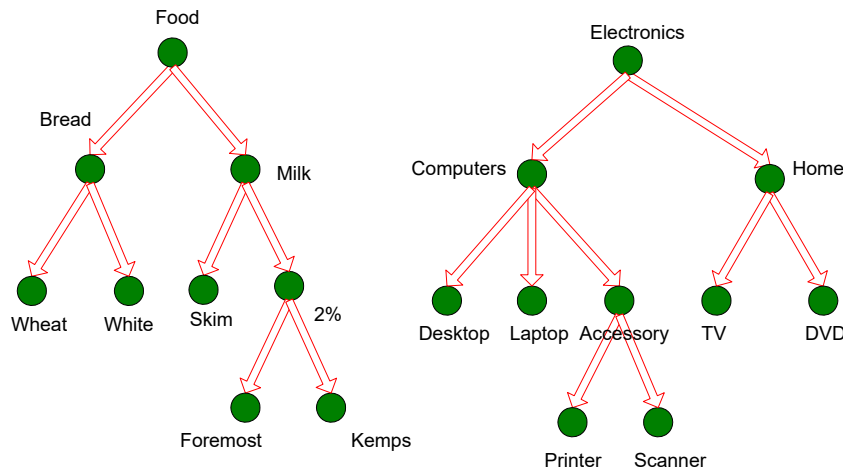 Food
Electronics
Bread
Milk
Computers
Home
Wheat
White
Skim
2%
Desktop
Laptop
Accessory
TV
DVD
Foremost
Kemps
Printer
Scanner